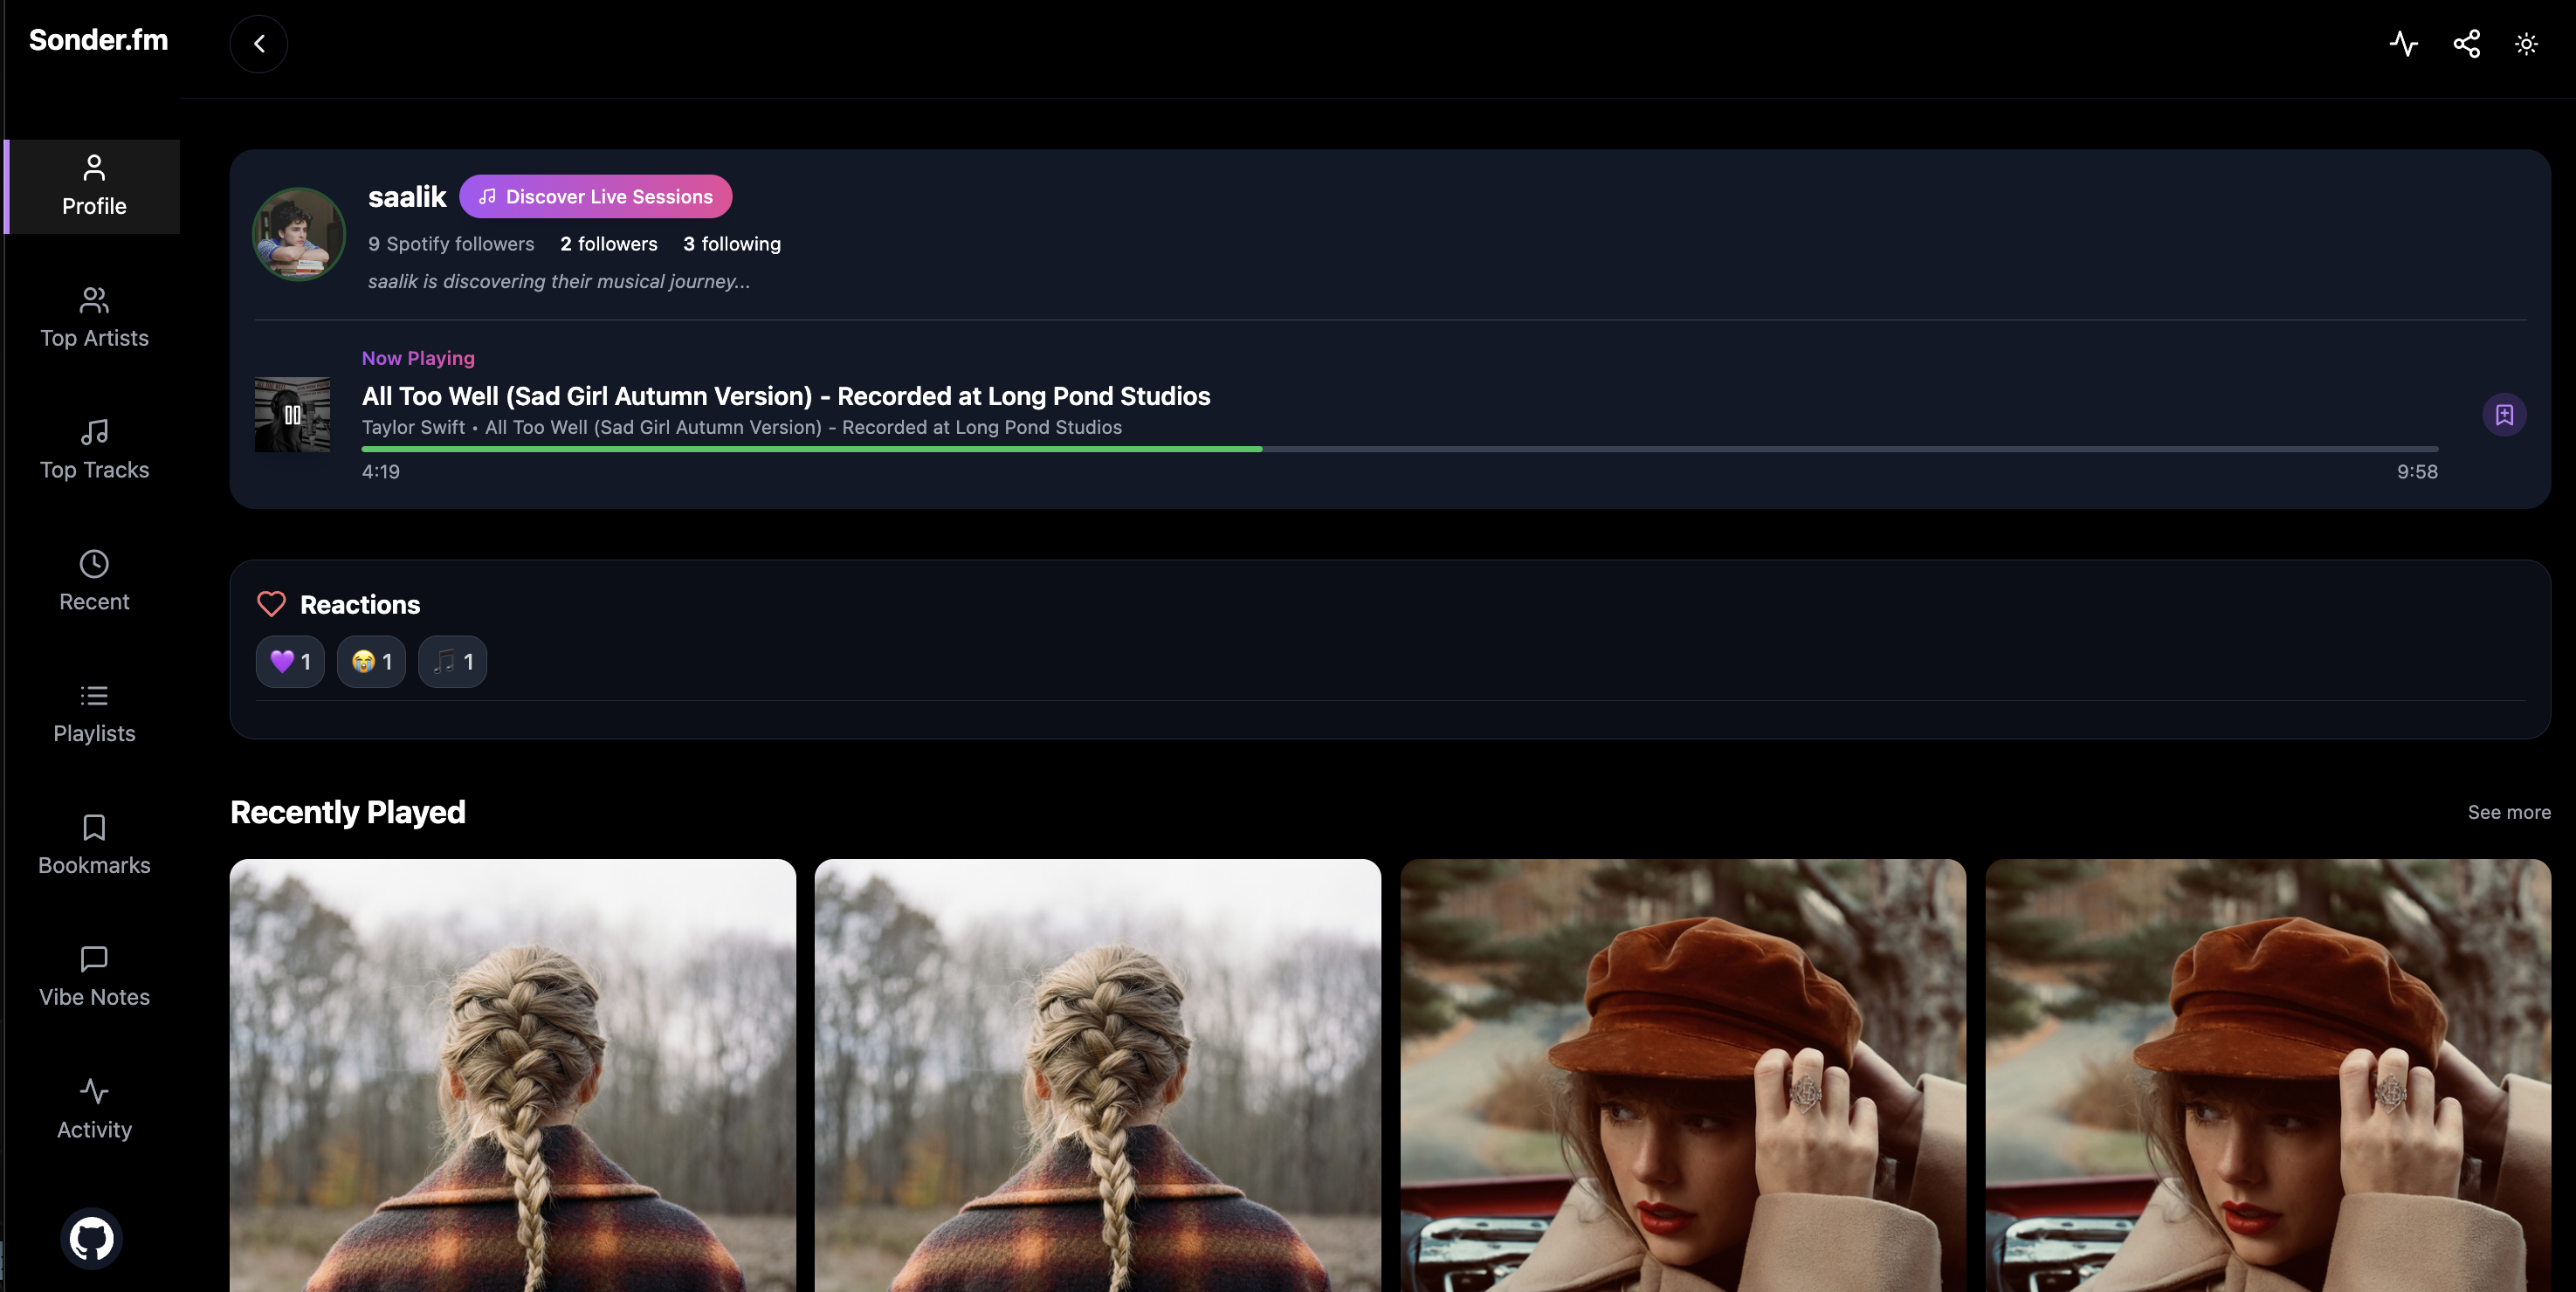 Sonder.fm
Profile
Top Artists
Top Tracks
Recent
Playlists
Bookmarks
Vibe Notes
Activity
saalik
Discover Live Sessions
9 Spotify followers 2 followers 3 following
saalik is discovering their musical journey...
Now Playing
All Too Well (Sad Girl Autumn Version) - Recorded at Long Pond Studios
Taylor Swift • All Too Well (Sad Girl Autumn Version) - Recorded at Long Pond Studios
4:19 9:58
Reactions
💜 1 😭 1 🎵 1
Recently Played
See more